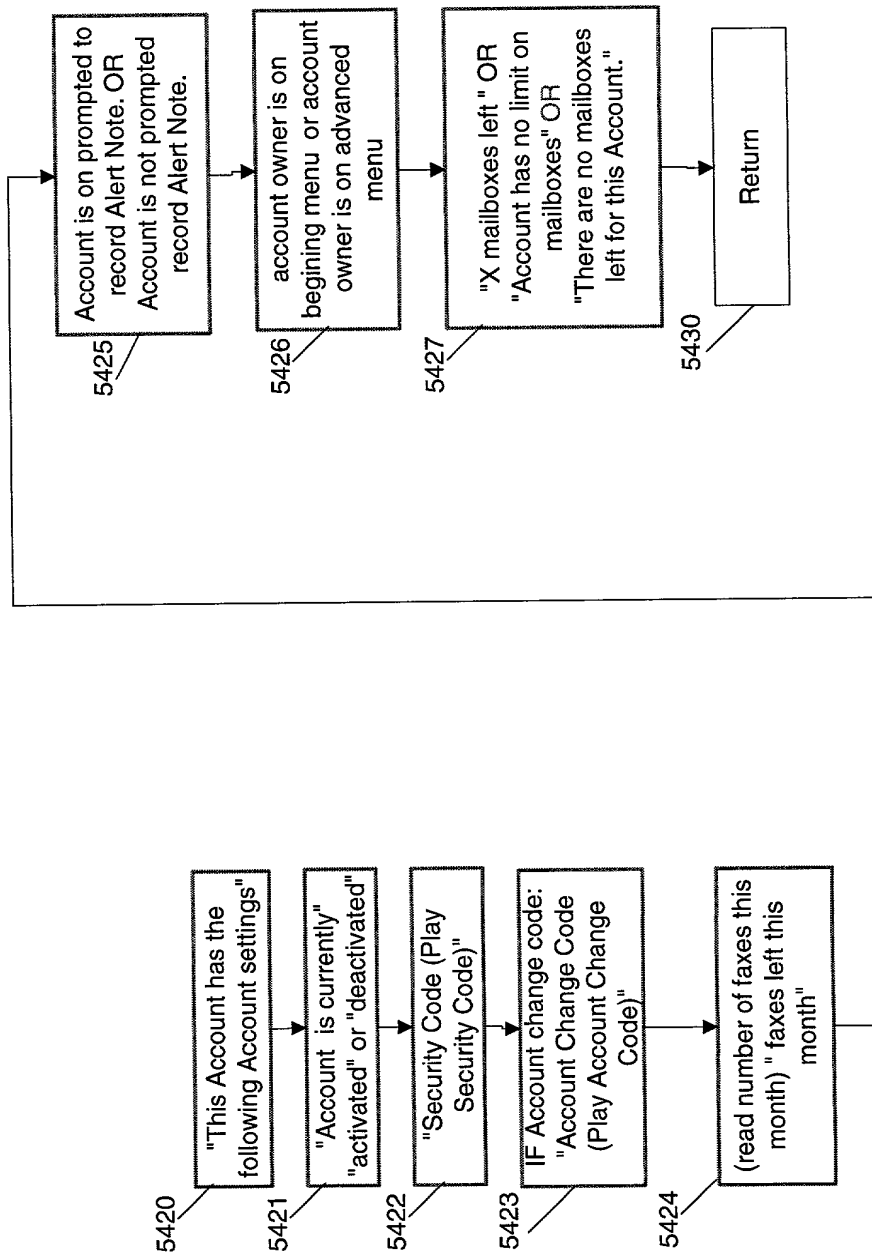 5420
"This Account has the
following Account settings"
5421
"Account is currently"
"activated" or "deactivated"
5422
"Security Code (Play
Security Code)"
5423
IF Account change code:
"Account Change Code
(Play Account Change
Code)"
5424
(read number of faxes this
month) " faxes left this
month"
5425
Account is on prompted to
record Alert Note. OR
Account is not prompted
record Alert Note.
5426
account owner is on
begining menu or account
owner is on advanced
menu
5427
"X mailboxes left " OR
"Account has no limit on
mailboxes" OR
"There are no mailboxes
left for this Account."
5430
Return